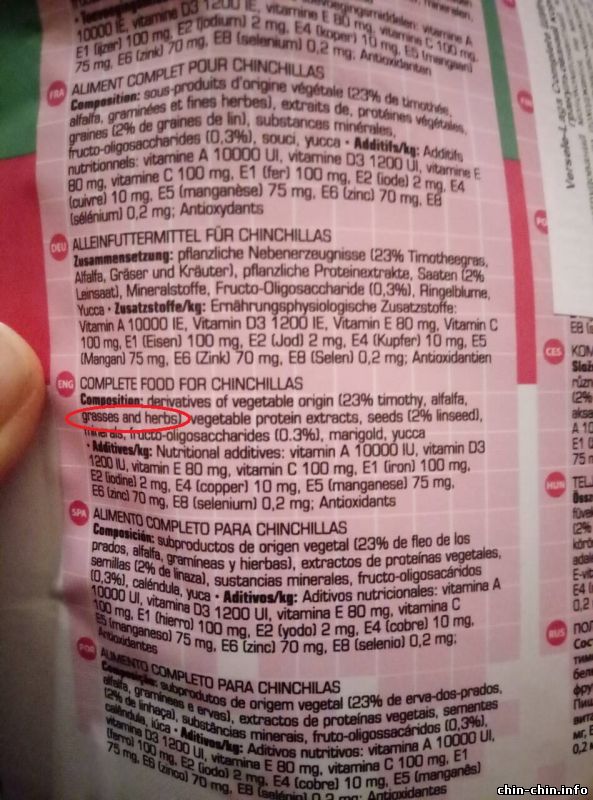 10000 IE, vitamine D3 1200 IE, vitamine E 80 mg, vitamine C 100 mg,
E1 (ijzer) 100 mg, E2 (jodium) 2 mg, E4 (koper) 10 mg, E5 (mangaan)
75 mg, E6 (zink) 70 mg, E8 (selenium) 0,2 mg; Antioxidanten
FRA ALIMENT COMPLET POUR CHINCHILLAS
Composition: sous-produits d'origine végétale (23% de timothée,
alfalfa, graminées et fines herbes), extraits de, protéines végétales,
graines (2% de graines de lin), substances minérales,
fructo-oligosaccharides (0,3%), souci, yucca • Additifs/kg: Additifs
nutritionnels: vitamine A 10000 UI, vitamine D3 1200 UI, vitamine E
80 mg, vitamine C 100 mg, E1 (fer) 100 mg, E2 (iode) 2 mg, E4
(cuivre) 10 mg, E5 (manganèse) 75 mg, E6 (zinc) 70 mg, E8
(sélénium) 0,2 mg; Antioxydants
DEU ALLEINFUTTERMITTEL FÜR CHINCHILLAS
Zusammensetzung: pflanzliche Nebenerzeugnisse (23% Timotheegras,
Alfalfa, Gräser und Kräuter), pflanzliche Proteinextrakte, Saaten (2%
Leinsaat), Mineralstoffe, Fructo-Oligosaccharide (0,3%), Ringelblume,
Yucca • Zusatzstoffe/kg: Ernährungsphysiologische Zusatzstoffe:
Vitamin A 10000 IE, Vitamin D3 1200 IE, Vitamin E 80 mg, Vitamin C
100 mg, E1 (Eisen) 100 mg, E2 (Jod) 2 mg, E4 (Kupfer) 10 mg, E5
(Mangan) 75 mg, E6 (Zink) 70 mg, E8 (Selen) 0,2 mg; Antioxidantien
ENG COMPLETE FOOD FOR CHINCHILLAS
Composition: derivatives of vegetable origin (23% timothy, alfalfa,
grasses and herbs) vegetable protein extracts, seeds (2% linseed),
minerals, fructo-oligosaccharides (0.3%), marigold, yucca
• Additives/kg: Nutritional additives: vitamin A 10000 IU, vitamin D3
1200 IU, vitamin E 80 mg, vitamin C 100 mg, E1 (iron) 100 mg,
E2 (iodine) 2 mg, E4 (copper) 10 mg, E5 (manganese) 75 mg,
E6 (zinc) 70 mg, E8 (selenium) 0,2 mg; Antioxidants
SPA ALIMENTO COMPLETO PARA CHINCHILLAS
Composición: subproductos de origen vegetal (23% de fleo de los
prados, alfalfa, gramíneas y hierbas), extractos de proteínas vegetales,
semillas (2% de linaza), sustancias minerales, fructo-oligosacáridos
(0,3%), caléndula, yuca • Aditivos/kg: Aditivos nutricionales: vitamina A
10000 UI, vitamina D3 1200 UI, vitamina E 80 mg, vitamina C
100 mg, E1 (hierro) 100 mg, E2 (yodo) 2 mg, E4 (cobre) 10 mg,
E5 (manganeso) 75 mg, E6 (zinc) 70 mg, E8 (selenio) 0,2 mg;
Antioxidantes
POR ALIMENTO COMPLETO PARA CHINCHILAS
Composição: subprodutos de origem vegetal (23% de erva-dos-prados,
alfalfa, gramíneas e ervas), extractos de proteínas vegetais, sementes
(2% de linhaça), substâncias minerais, fruto-oligossacáridos (0,3%),
calêndula, iúca • Aditivos/kg: Aditivos nutritivos: vitamina A 10000 UI,
vitamina D3 1200 UI, vitamina E 80 mg, vitamina C 100 mg, E1
(ferro) 100 mg, E2 (iodo) 2 mg, E4 (cobre) 10 mg, E5 (manganês)
75 mg, E6 (zinco) 70 mg, E8 (selénio) 0,2 mg; Antioxidantes
Versele-Laga Complete
CES
HUN
RUS
chin-chin.info